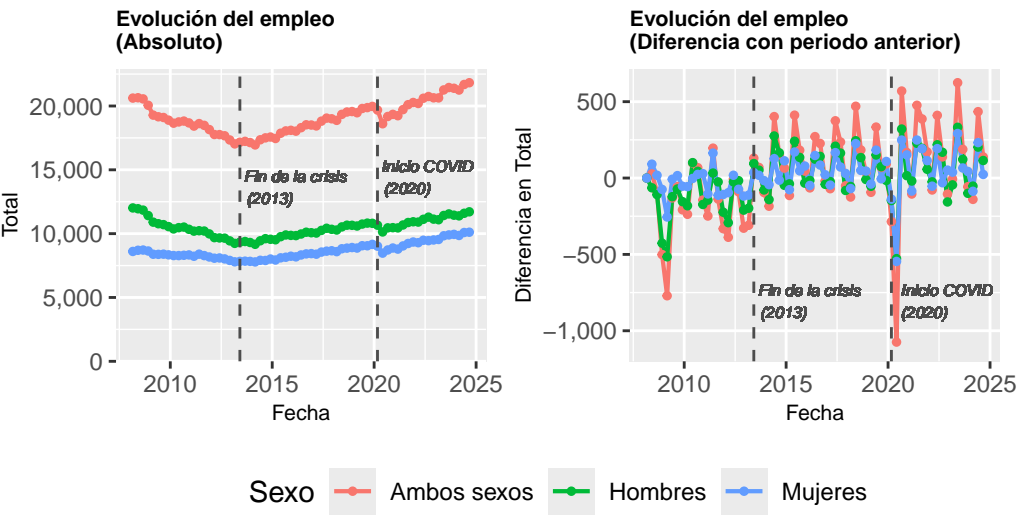 Evolución del empleo
(Absoluto)
Total
20,000
15,000
10,000
5,000
0
Fin de la crisis
(2013)
Inicio COVID
(2020)
2010
2015
2020
2025
Fecha
Evolución del empleo
(Diferencia con periodo anterior)
Diferencia en Total
500
0
−500
−1,000
Fin de la crisis
(2013)
Inicio COVID
(2020)
2010
2015
2020
2025
Fecha
Sexo
Ambos sexos
Hombres
Mujeres